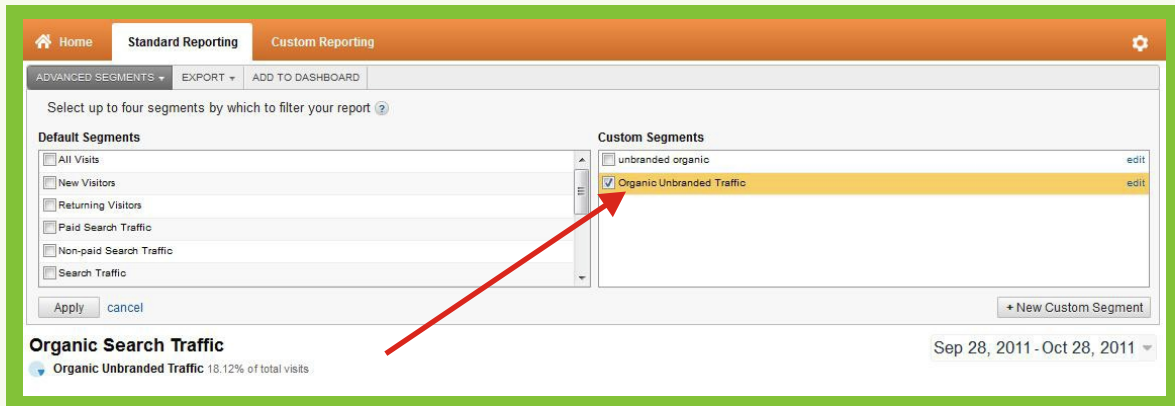 Home Standard Reporting Custom Reporting
ADVANCED SEGMENTS EXPORT ADD TO DASHBOARD
Select up to four segments by which to filter your report ?
Default Segments
All Visits
New Visitors
Returning Visitors
Paid Search Traffic
Non-paid Search Traffic
Search Traffic
Custom Segments
unbranded organic edit
Organic Unbranded Traffic edit
Apply cancel
+ New Custom Segment
Organic Search Traffic
Organic Unbranded Traffic 18.12% of total visits
Sep 28, 2011 - Oct 28, 2011